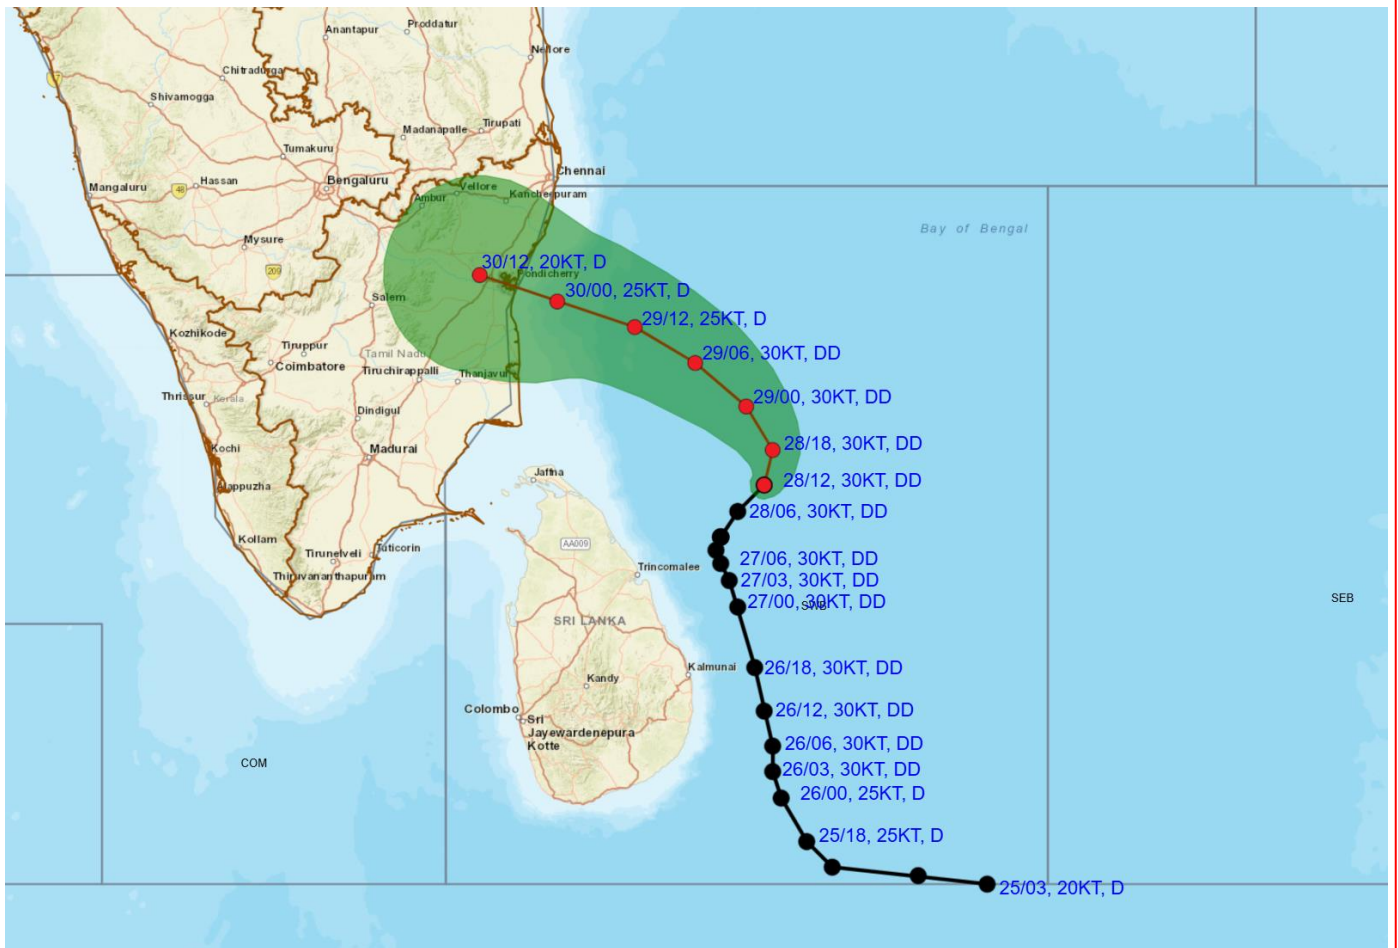 Proddatur
Anantapur
Nellore
Chitradurga
Shivamogga
Madanapalle
Tirupati
Tumakuru
Chennai
Bengaluru
Hassan
48
Mangaluru
Vellore
Ambur
Kancheepuram
Bay of Bengal
Mysure
30/12, 20KT, D
209
Pondicherry
30/00, 25KT, D
Salem
29/12, 25KT, D
Kozhikode
Tiruppur
Tamil Nadu
29/06, 30KT, DD
Coimbatore
Tiruchirappalli
Thanjavur
Thrissur
Kerala
29/00, 30KT, DD
Dindigul
28/18, 30KT, DD
Kochi
Madurai
Jaffna
28/12, 30KT, DD
Alappuzha
28/06, 30KT, DD
Kollam
AA009
Tirunelveli
Tuticorin
27/06, 30KT, DD
Trincomalee
Thiruvananthapuram
27/03, 30KT, DD
27/00, 30KT, DD
SWB
SEB
SRI LANKA
26/18, 30KT, DD
Kalmunai
Kandy
Colombo
26/12, 30KT, DD
Sri
Jayewardenepura
Kotte
26/06, 30KT, DD
COM
26/03, 30KT, DD
26/00, 25KT, D
25/18, 25KT, D
25/03, 20KT, D